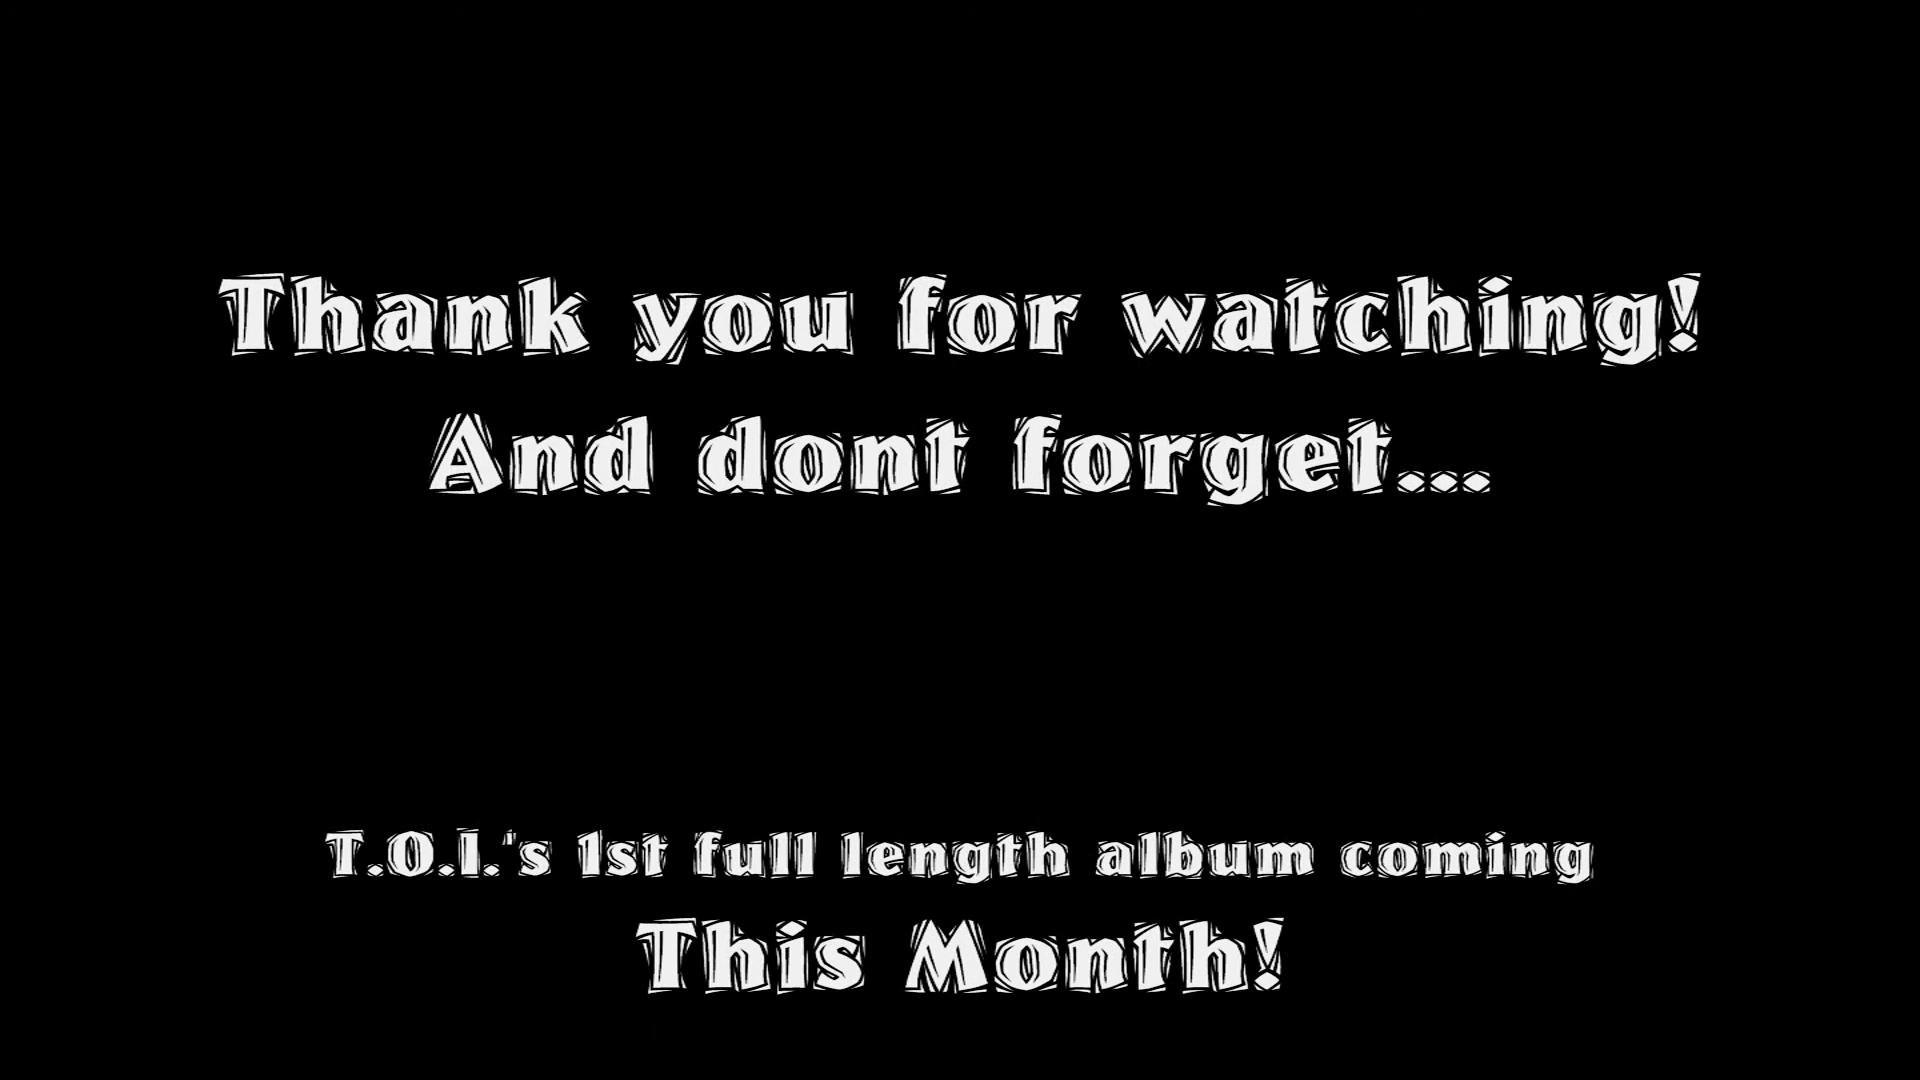 Thank you for watching!
And dont forget...
T.O.I.'s 1st full length album coming
This Month!